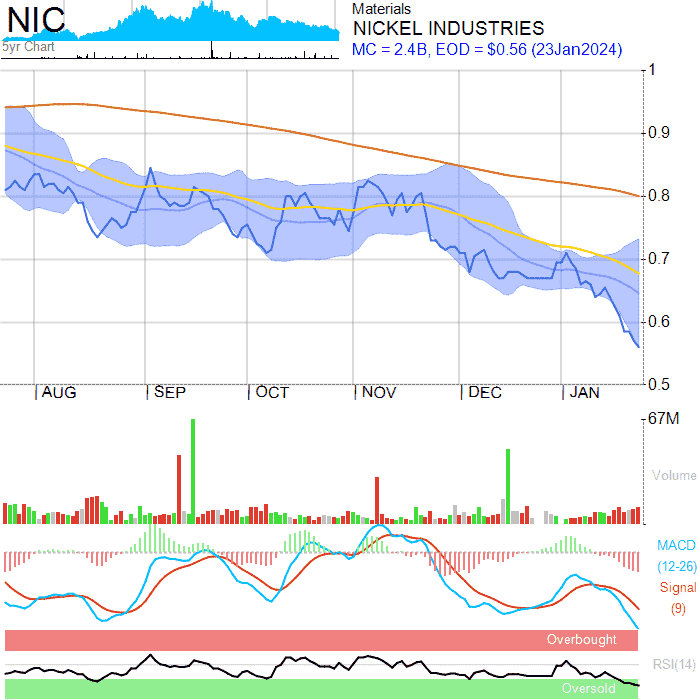 NIC
5yr Chart
Materials
NICKEL INDUSTRIES
MC = 2.4B, EOD = $0.56 (23Jan2024)
1
0.9
0.8
0.7
0.6
0.5
AUG SEP OCT NOV DEC JAN
67M
Volume
MACD
(12-26)
Signal
(9)
Overbought
RSI(14)
Oversold